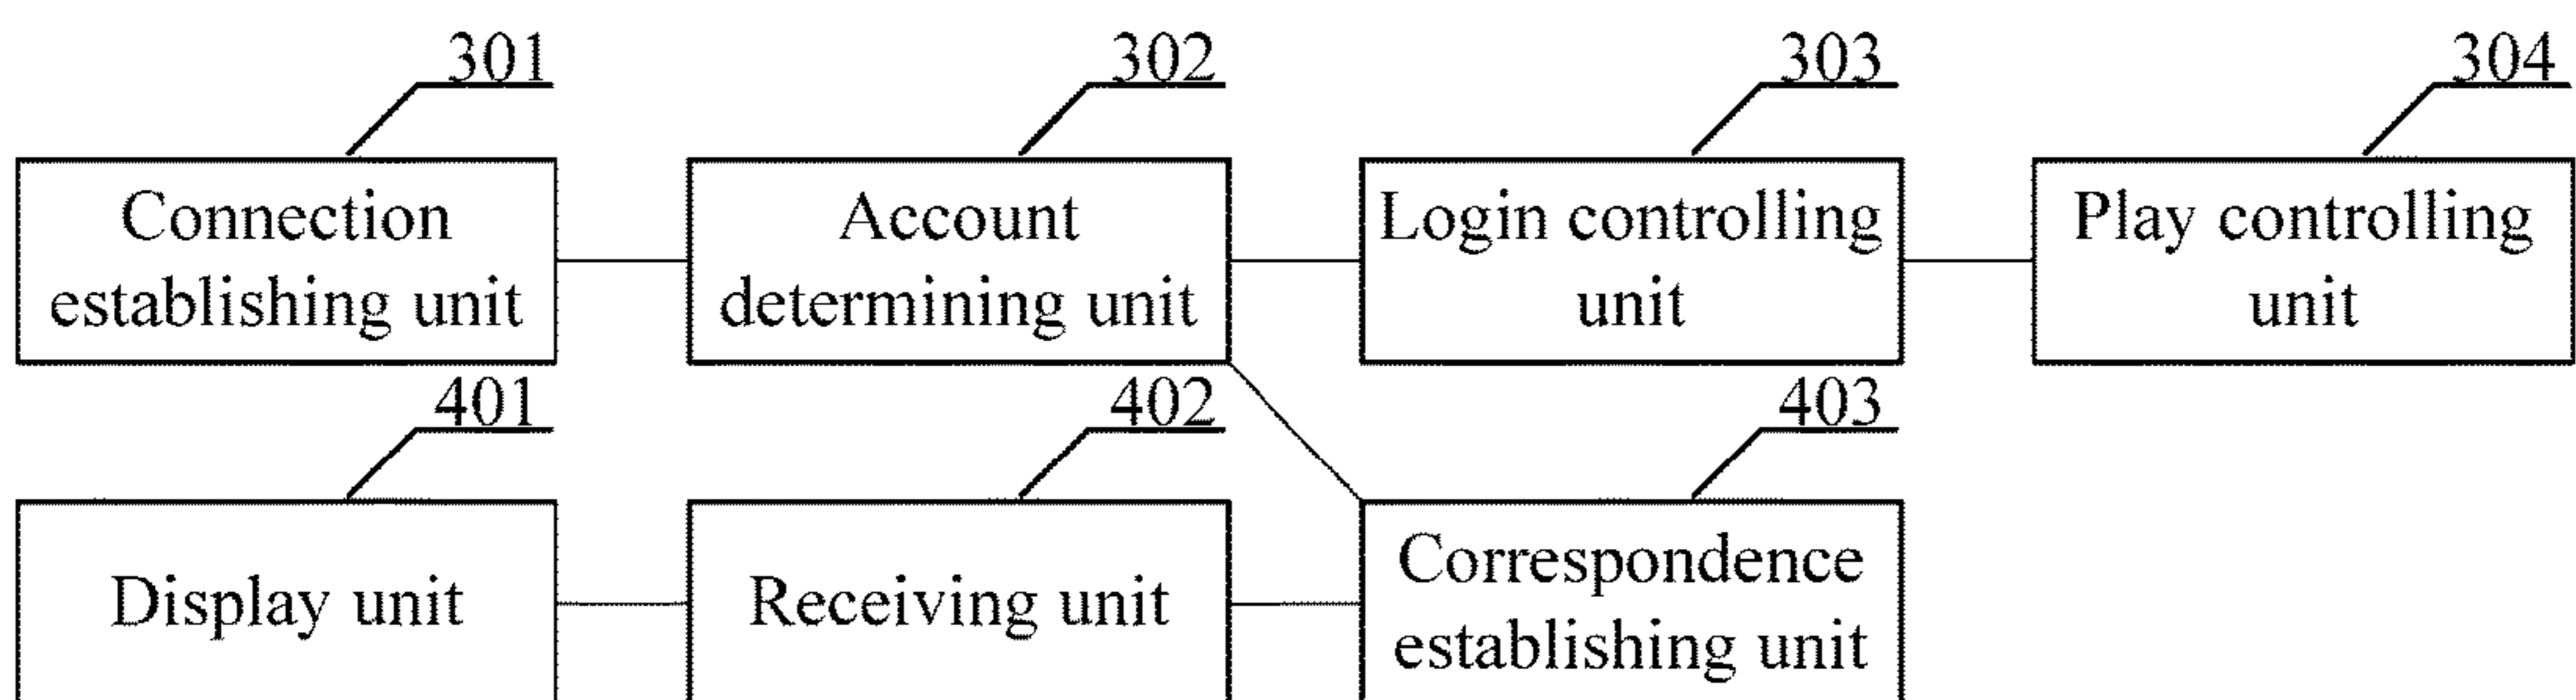 301
302
303
304
Connection
establishing unit
Account
determining unit
Login controlling
unit
Play controlling
unit
401
402
403
Display unit
Receiving unit
Correspondence
establishing unit